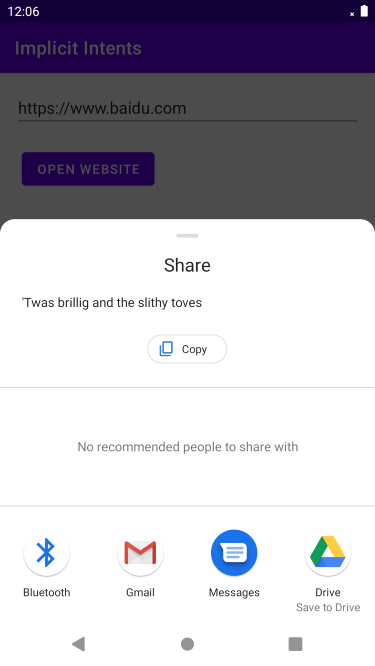 12:06
Implicit Intents
https://www.baidu.com
OPEN WEBSITE
Share
'Twas brillig and the slithy toves
Copy
No recommended people to share with
Bluetooth
Gmail
Messages
Drive
Save to Drive